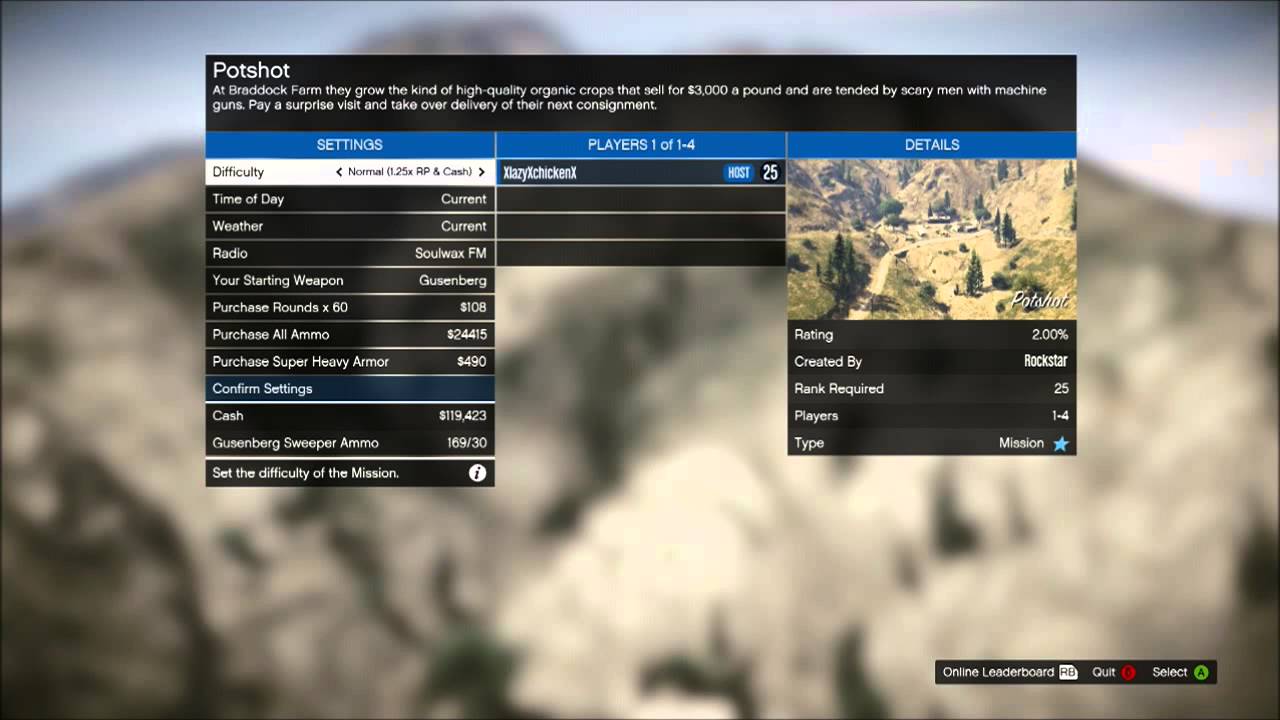 Potshot
At Braddock Farm they grow the kind of high-quality organic crops that sell for $3,000 a pound and are tended by scary men with machine
guns. Pay a surprise visit and take over delivery of their next consignment.
SETTINGS
Difficulty < Normal (1.25x RP & Cash) >
Time of Day Current
Weather Current
Radio Soulwax FM
Your Starting Weapon Gusenberg
Purchase Rounds x 60 $108
Purchase All Ammo $24415
Purchase Super Heavy Armor $490
Confirm Settings
Cash $119,423
Gusenberg Sweeper Ammo 169/30
Set the difficulty of the Mission. i
PLAYERS 1 of 1-4
XlazyXchickenX HOST 25
DETAILS
Potshot
Rating 2.00%
Created By Rockstar
Rank Required 25
Players 1-4
Type Mission
Online Leaderboard RB Quit B Select A